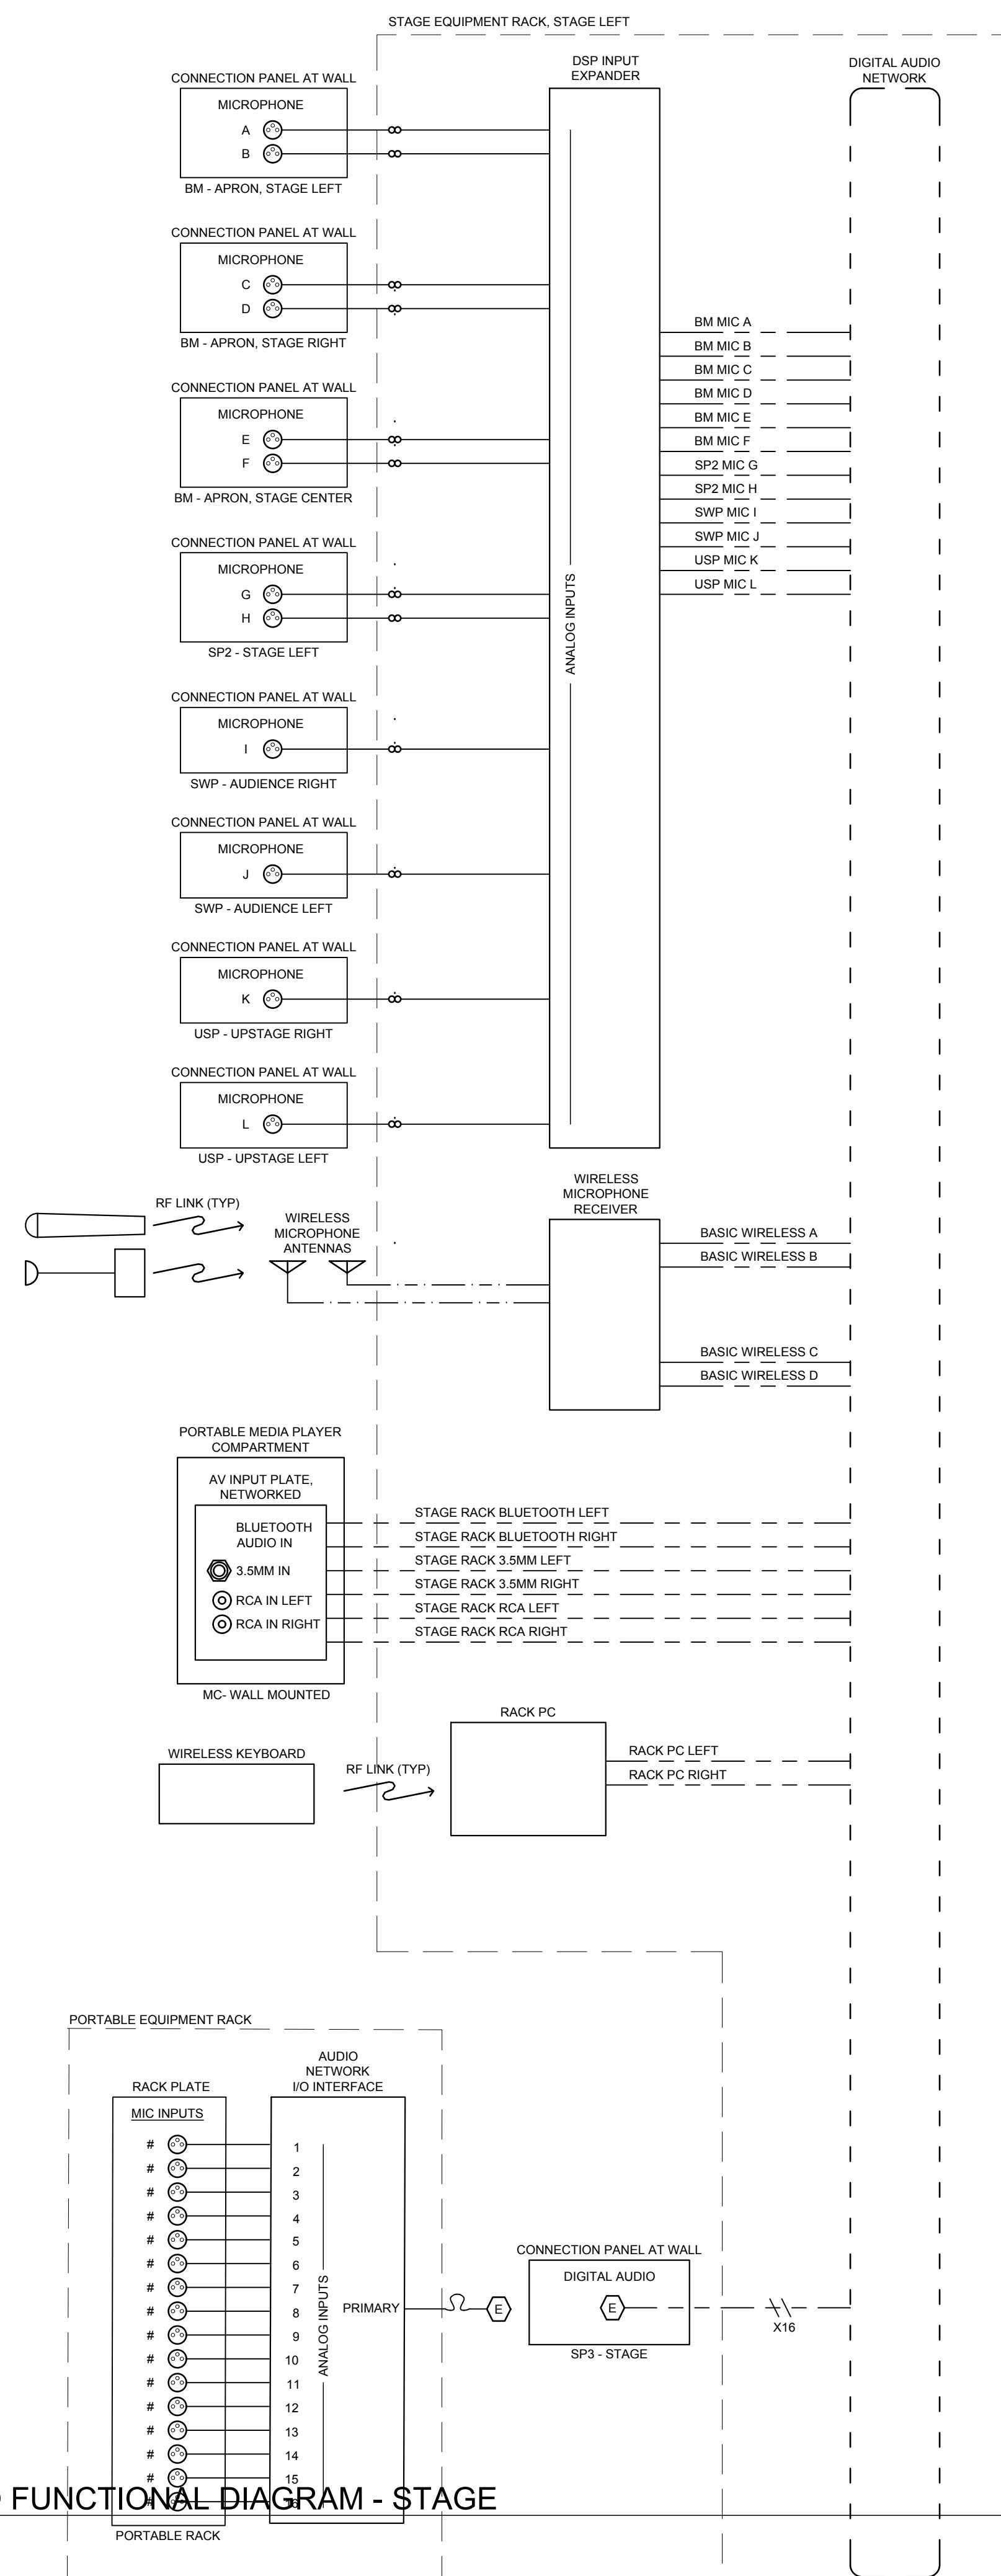 STAGE EQUIPMENT RACK, STAGE LEFT
DSP INPUT
EXPANDER
DIGITAL AUDIO
NETWORK
CONNECTION PANEL AT WALL
MICROPHONE
A
B
BM - APRON, STAGE LEFT
CONNECTION PANEL AT WALL
MICROPHONE
C
D
BM - APRON, STAGE RIGHT
CONNECTION PANEL AT WALL
MICROPHONE
E
F
BM - APRON, STAGE CENTER
CONNECTION PANEL AT WALL
MICROPHONE
G
H
SP2 - STAGE LEFT
CONNECTION PANEL AT WALL
MICROPHONE
I
SWP - AUDIENCE RIGHT
CONNECTION PANEL AT WALL
MICROPHONE
J
SWP - AUDIENCE LEFT
CONNECTION PANEL AT WALL
MICROPHONE
K
USP - UPSTAGE RIGHT
CONNECTION PANEL AT WALL
MICROPHONE
L
USP - UPSTAGE LEFT
ANALOG INPUTS
BM MIC A
BM MIC B
BM MIC C
BM MIC D
BM MIC E
BM MIC F
SP2 MIC G
SP2 MIC H
SWP MIC I
SWP MIC J
USP MIC K
USP MIC L
RF LINK (TYP)
WIRELESS
MICROPHONE
ANTENNAS
WIRELESS
MICROPHONE
RECEIVER
BASIC WIRELESS A
BASIC WIRELESS B
BASIC WIRELESS C
BASIC WIRELESS D
PORTABLE MEDIA PLAYER
COMPARTMENT
AV INPUT PLATE,
NETWORKED
BLUETOOTH
AUDIO IN
3.5MM IN
RCA IN LEFT
RCA IN RIGHT
MC- WALL MOUNTED
STAGE RACK BLUETOOTH LEFT
STAGE RACK BLUETOOTH RIGHT
STAGE RACK 3.5MM LEFT
STAGE RACK 3.5MM RIGHT
STAGE RACK RCA LEFT
STAGE RACK RCA RIGHT
WIRELESS KEYBOARD
RF LINK (TYP)
RACK PC
RACK PC LEFT
RACK PC RIGHT
PORTABLE EQUIPMENT RACK
RACK PLATE
MIC INPUTS
AUDIO
NETWORK
I/O INTERFACE
# 1
# 2
# 3
# 4
# 5
# 6
# 7
# 8
# 9
# 10
# 11
# 12
# 13
# 14
# 15
# 16
ANALOG INPUTS
PRIMARY
E
CONNECTION PANEL AT WALL
DIGITAL AUDIO
E
SP3 - STAGE
X16
FUNCTIONAL DIAGRAM - STAGE
PORTABLE RACK